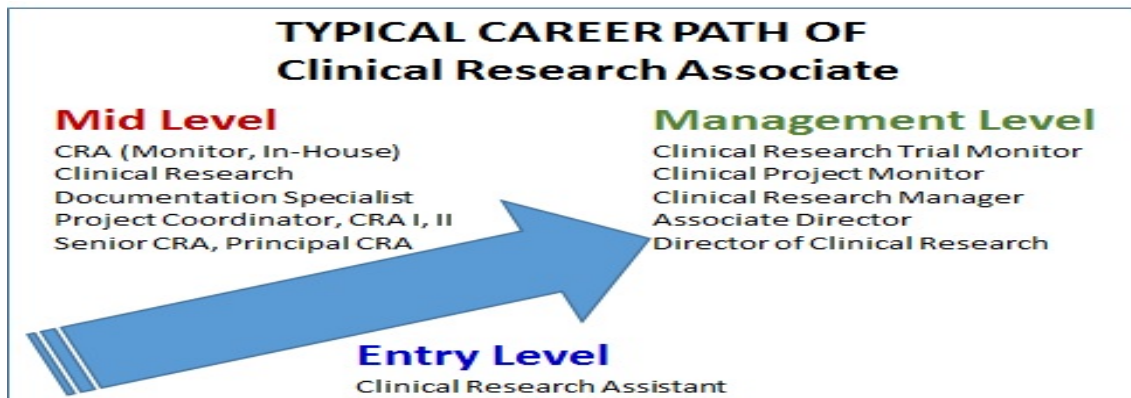 TYPICAL CAREER PATH OF
Clinical Research Associate
Mid Level
CRA (Monitor, In-House)
Clinical Research
Documentation Specialist
Project Coordinator, CRA I, II
Senior CRA, Principal CRA
Management Level
Clinical Research Trial Monitor
Clinical Project Monitor
Clinical Research Manager
Associate Director
Director of Clinical Research
Entry Level
Clinical Research Assistant